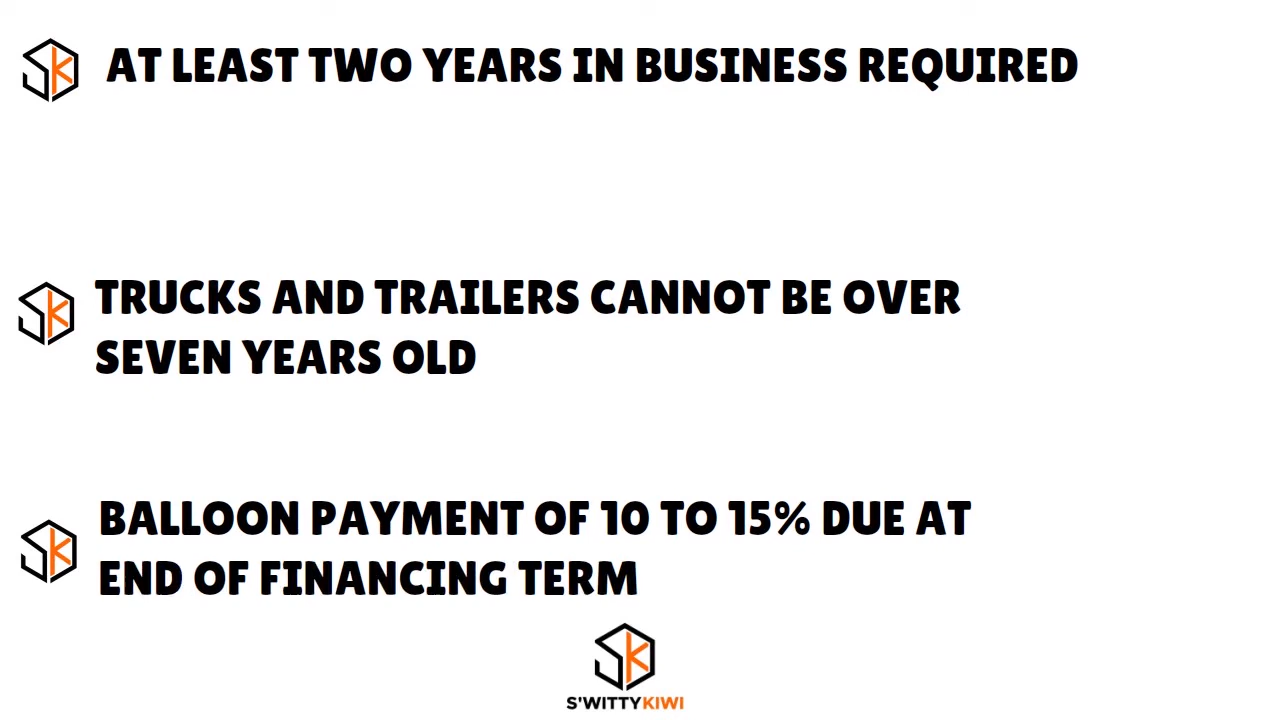 AT LEAST TWO YEARS IN BUSINESS REQUIRED
TRUCKS AND TRAILERS CANNOT BE OVER
SEVEN YEARS OLD
BALLOON PAYMENT OF 10 TO 15% DUE AT
END OF FINANCING TERM
S'WITTYKIWI